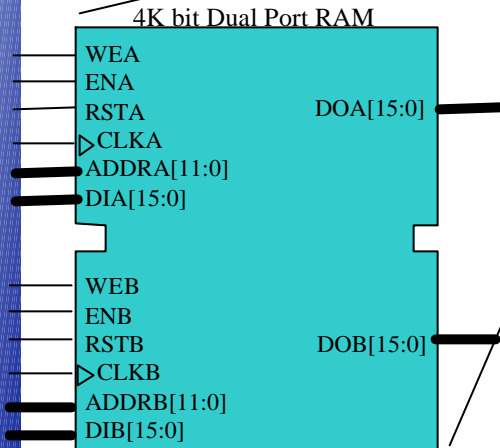 4K bit Dual Port RAM
WEA
ENA
RSTA
DOA[15:0]
CLKA
ADDRA[11:0]
DIA[15:0]
WEB
ENB
RSTB
DOB[15:0]
CLKB
ADDRB[11:0]
DIB[15:0]